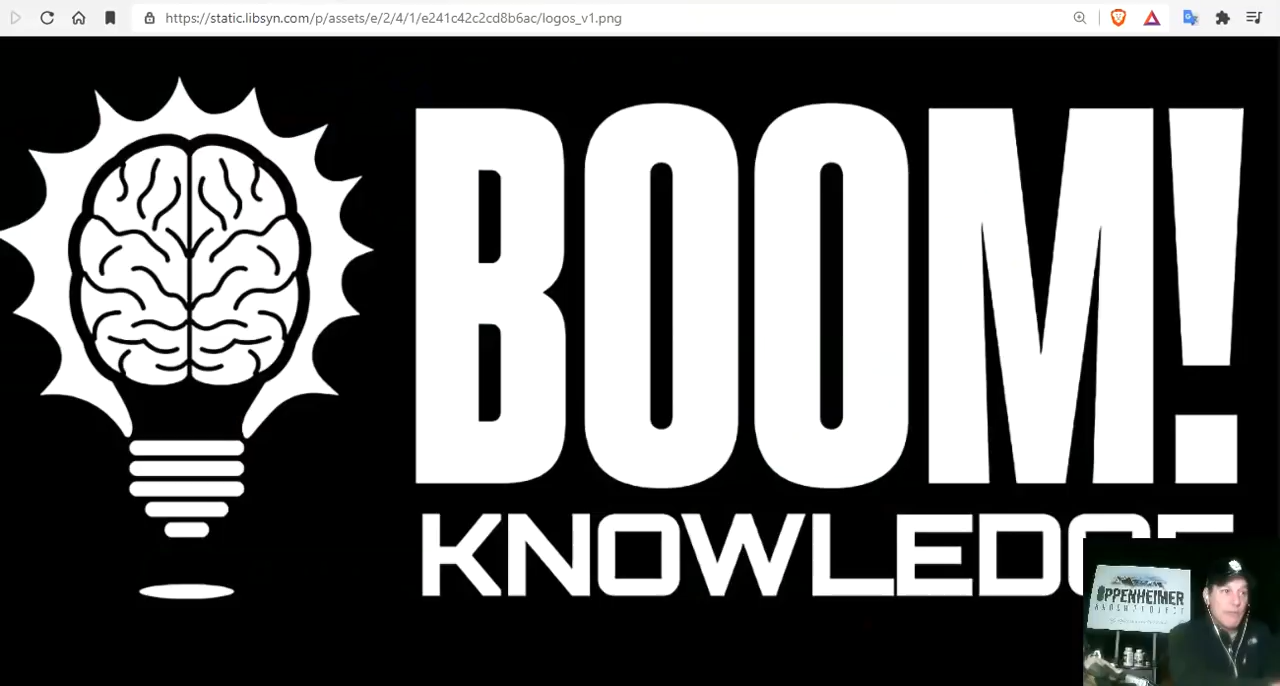 https://static.libsyn.com/p/assets/e/2/4/1/e241c42c2cd8b6ac/logos_v1.png
BOOM!
KNOWLEDGE
OPPENHEIMER